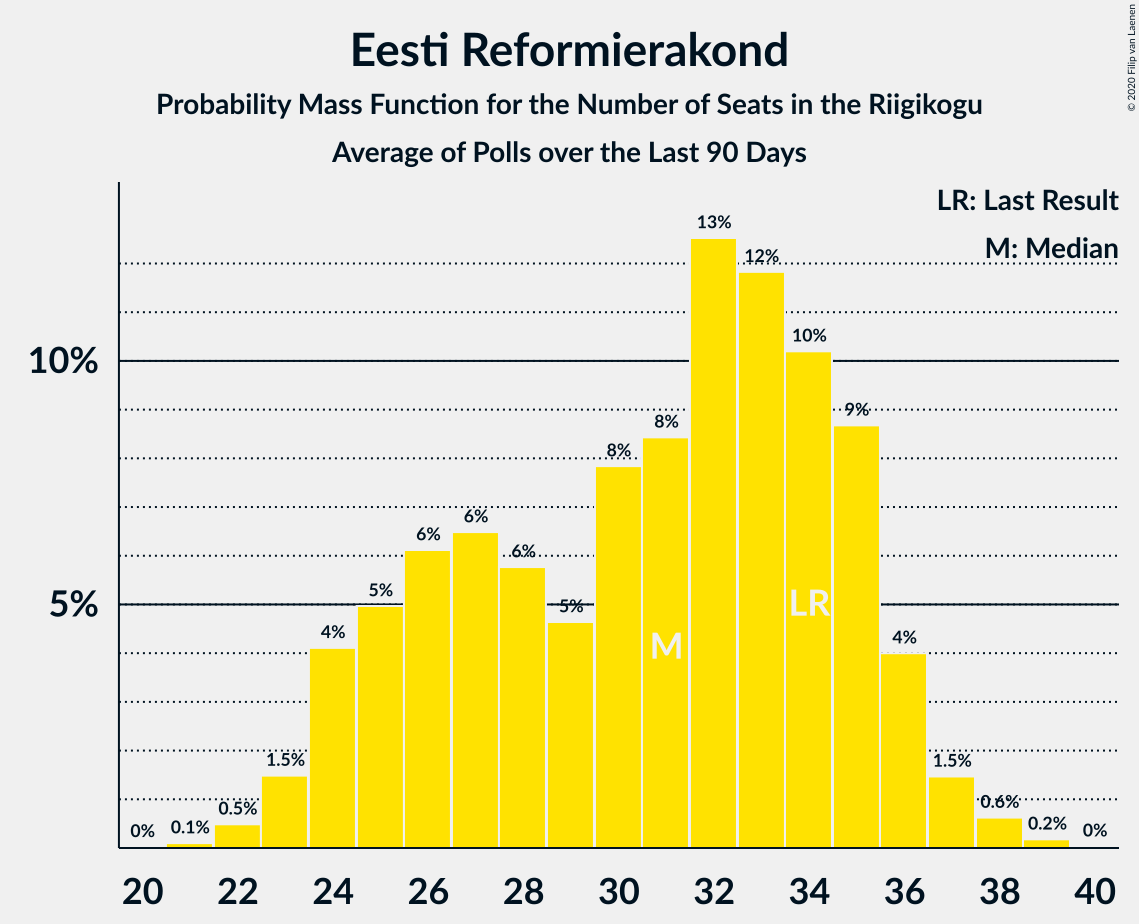 Eesti Reformierakond
Probability Mass Function for the Number of Seats in the Riigikogu
Average of Polls over the Last 90 Days
© 2020 Filip van Laenen
LR: Last Result
M: Median
10%
5%
0%
0.1%
0.5%
1.5%
4%
5%
6%
6%
6%
5%
8%
8%
13%
12%
10%
9%
4%
1.5%
0.6%
0.2%
0%
M
LR
20 22 24 26 28 30 32 34 36 38 40